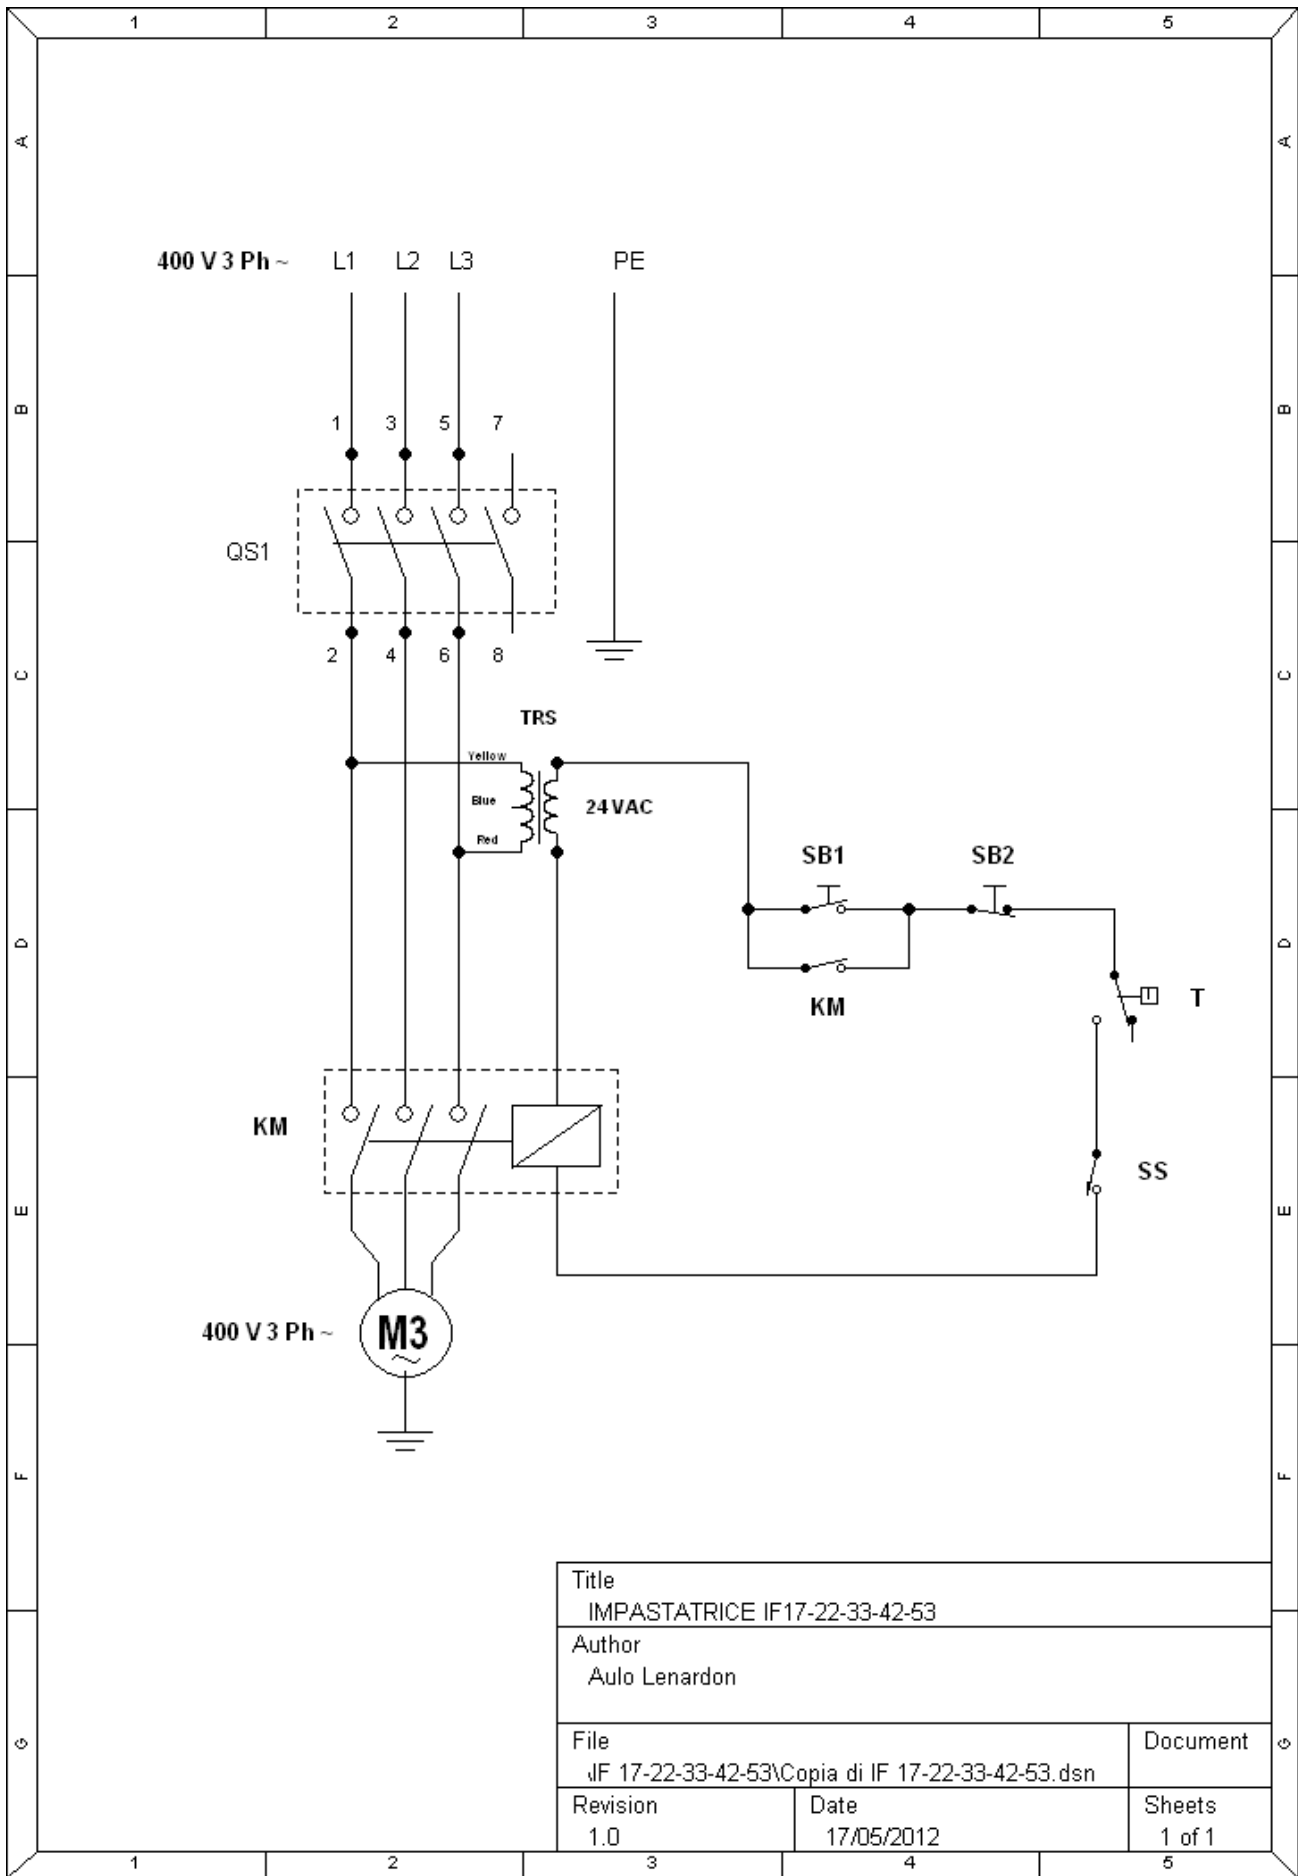 1 2 3 4 5
A A
400 V 3 Ph ~ L1 L2 L3 PE
B B
1 3 5 7
QS1
2 4 6 8
C C
TRS
Yellow
Blue 24VAC
Red
SB1 SB2
D D
KM T
KM
SS
E E
400 V 3 Ph ~ M3
~
F F
Title
IMPASTATRICE IF17-22-33-42-53
Author
Aulo Lenardon
G G
File Document
\IF 17-22-33-42-53\Copia di IF 17-22-33-42-53.dsn
Revision Date Sheets
1.0 17/05/2012 1 of 1
1 2 3 4 5